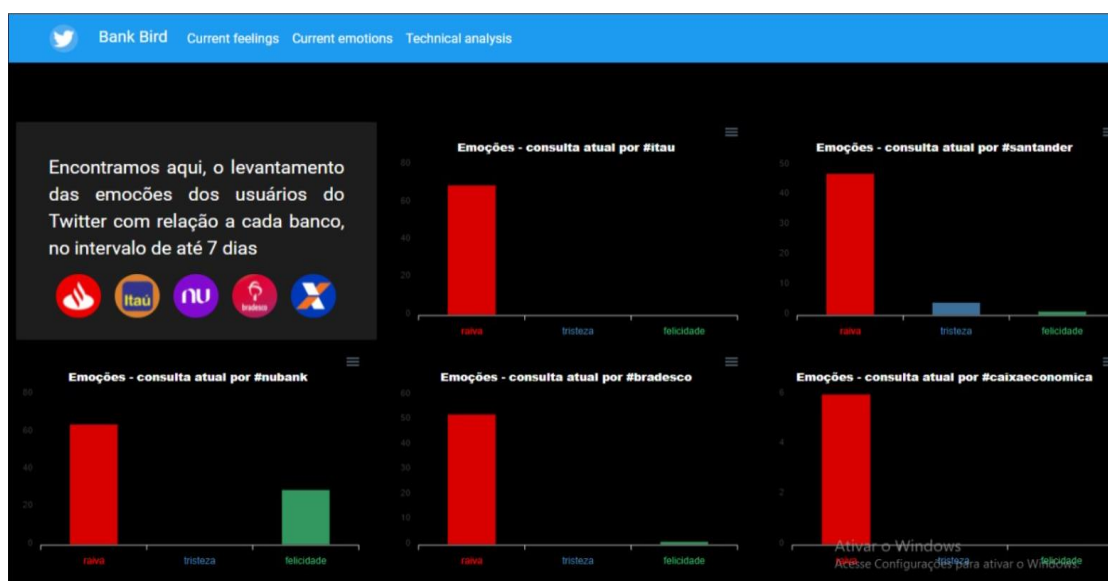 Bank Bird Current feelings Current emotions Technical analysis
Encontramos aqui, o levantamento
das emocões dos usuários do
Twitter com relação a cada banco,
no intervalo de até 7 dias
Itaú
nu
bradesco
Emoções - consulta atual por #itau
80
60
40
20
0
raiva tristeza felicidade
Emoções - consulta atual por #santander
50
40
30
20
10
0
raiva tristeza felicidade
Emoções - consulta atual por #nubank
80
60
40
20
0
raiva tristeza felicidade
Emoções - consulta atual por #bradesco
60
50
40
30
20
10
0
raiva tristeza felicidade
Emoções - consulta atual por #caixaeconomica
6
4
2
0
raiva tristeza felicidade
Ativar o Windows
Acesse Configurações para ativar o Windows.